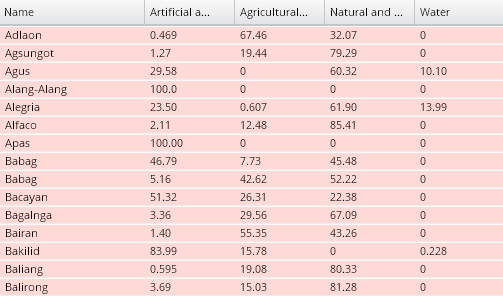 Name Artificial a... Agricultural... Natural and ... Water
Adlaon 0.469 67.46 32.07 0
Agsungot 1.27 19.44 79.29 0
Agus 29.58 0 60.32 10.10
Alang-Alang 100.0 0 0 0
Alegria 23.50 0.607 61.90 13.99
Alfaco 2.11 12.48 85.41 0
Apas 100.00 0 0 0
Babag 46.79 7.73 45.48 0
Babag 5.16 42.62 52.22 0
Bacayan 51.32 26.31 22.38 0
Bagalnga 3.36 29.56 67.09 0
Bairan 1.40 55.35 43.26 0
Bakilid 83.99 15.78 0 0.228
Baliang 0.595 19.08 80.33 0
Balirong 3.69 15.03 81.28 0